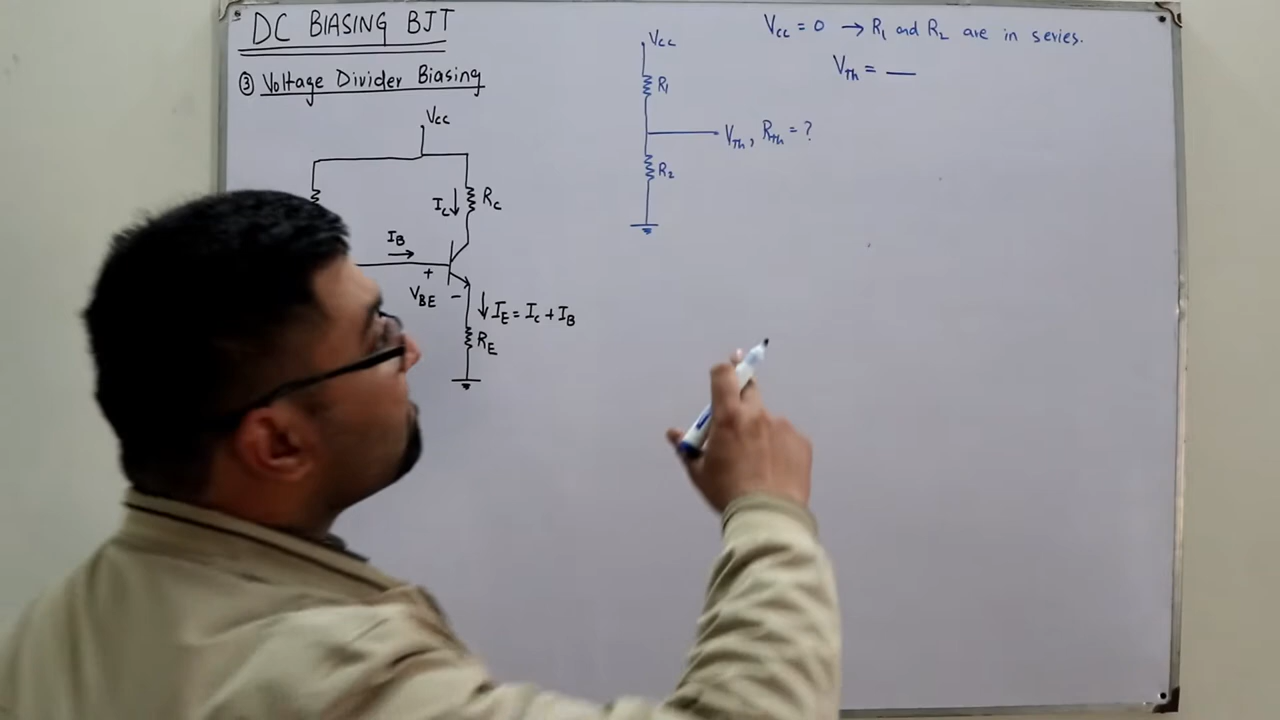 DC BIASING BJT
③ Voltage Divider Biasing
Vcc
Ic
Rc
IB
+
VBE
−
IE = Ic + IB
RE
Vcc
R1
VTh, RTh = ?
R2
Vcc = 0 → R1 and R2 are in series.
VTh = __